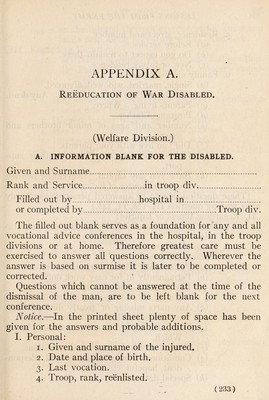 APPENDIX A.
REËDUCATION OF WAR DISABLED.
(Welfare Division.)
A. INFORMATION BLANK FOR THE DISABLED.
Given and Surname..........................................................
Rank and Service......................in troop div.....................
Filled out by.......................hospital in..........................
or completed by..............................................Troop div.
The filled out blank serves as a foundation for any and all
vocational advice conferences in the hospital, in the troop
divisions or at home. Therefore greatest care must be
exercised to answer all questions correctly. Wherever the
answer is based on surmise it is later to be completed or
corrected.
Questions which cannot be answered at the time of the
dismissal of the man, are to be left blank for the next
conference.
Notice.—In the printed sheet plenty of space has been
given for the answers and probable additions.
I. Personal:
1. Given and surname of the injured.
2. Date and place of birth.
3. Last vocation.
4. Troop, rank, reënlisted.
(233)